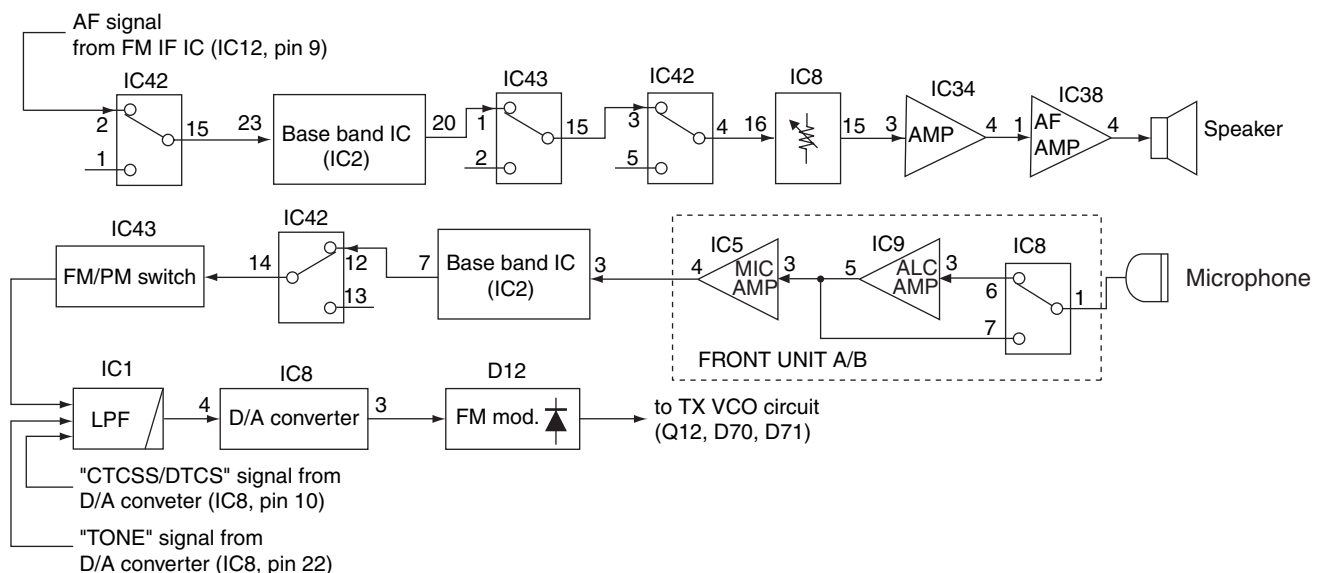 AF signal
from FM IF IC (IC12, pin 9)
IC42
2
1
15
23
Base band IC
(IC2)
20
IC43
1
2
15
IC42
3
5
4
16
IC8
15
3
IC34
AMP
4
1
IC38
AF
AMP
4
Speaker
IC43
FM/PM switch
14
IC42
12
13
7
Base band IC
(IC2)
3
4
IC5
MIC
AMP
3
5
IC9
ALC
AMP
3
IC8
6
7
1
Microphone
FRONT UNIT A/B
IC1
LPF
4
IC8
D/A converter
3
D12
FM mod.
to TX VCO circuit
(Q12, D70, D71)
"CTCSS/DTCS" signal from
D/A conveter (IC8, pin 10)
"TONE" signal from
D/A converter (IC8, pin 22)